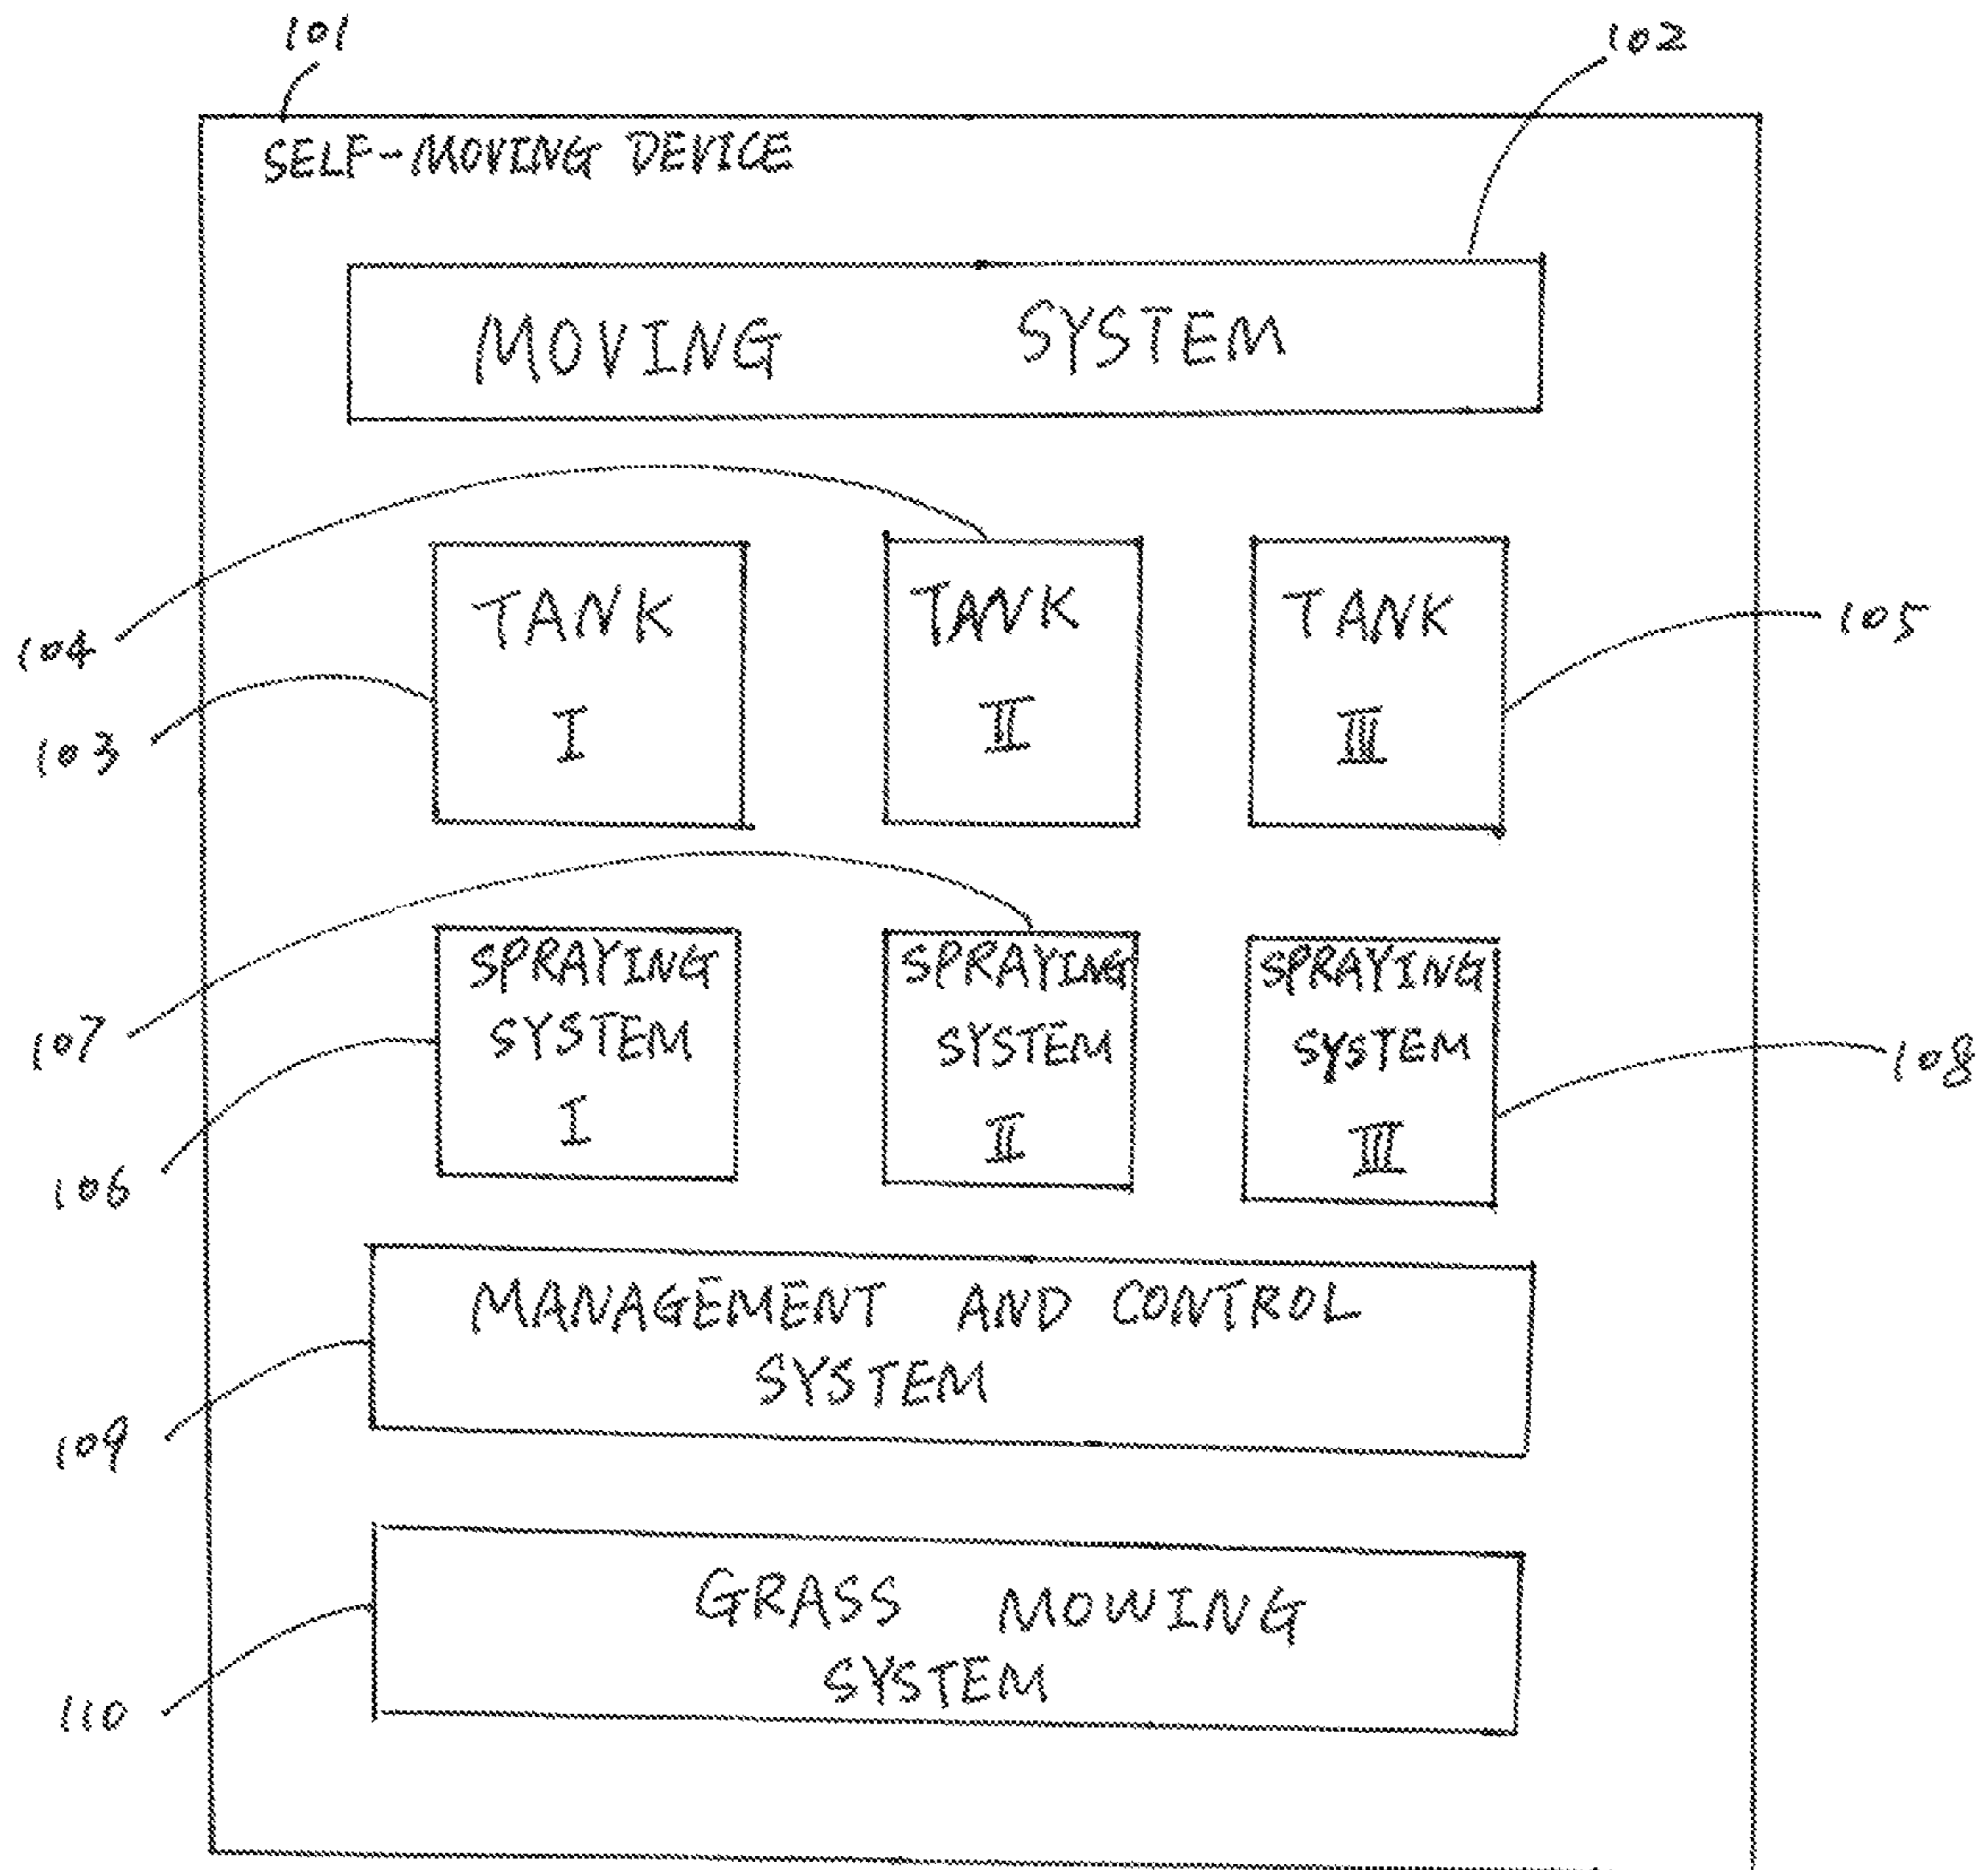 101
102
SELF-MOVING DEVICE
MOVING SYSTEM
104
103
105
TANK
I
TANK
II
TANK
III
107
106
108
SPRAYING
SYSTEM
I
SPRAYING
SYSTEM
II
SPRAYING
SYSTEM
III
109
MANAGEMENT AND CONTROL
SYSTEM
110
GRASS MOWING
SYSTEM